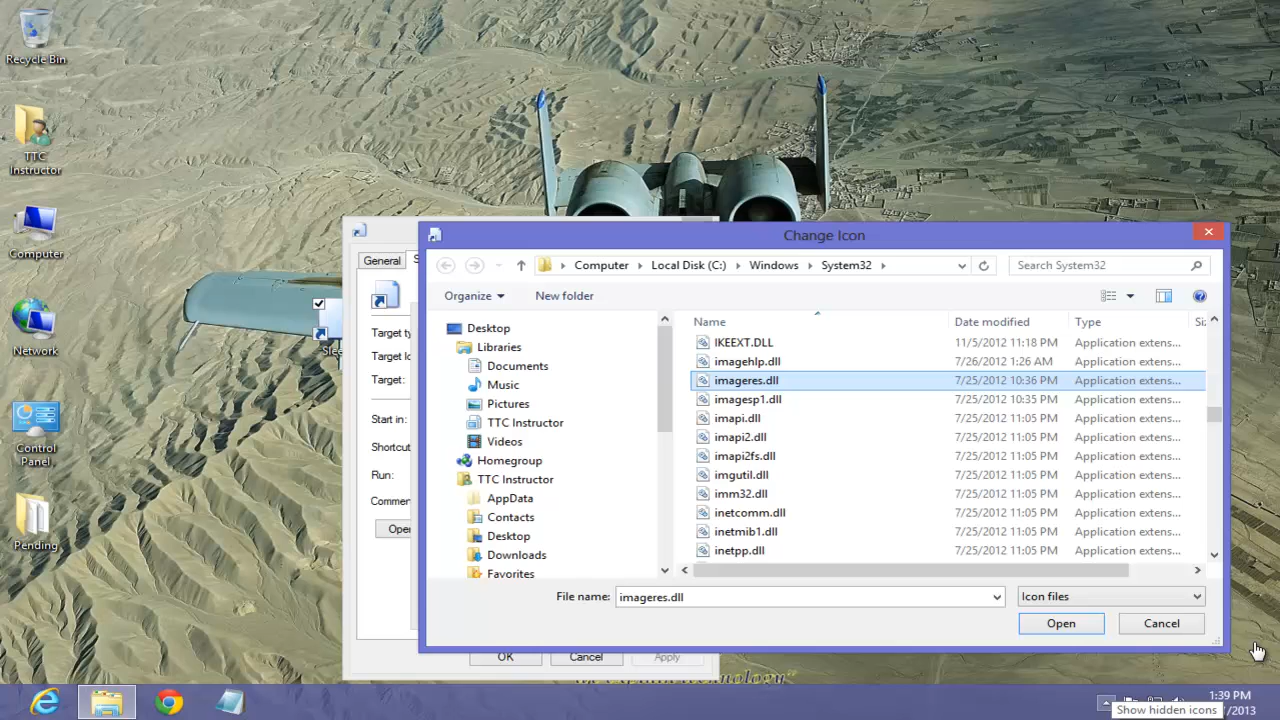 Recycle Bin
TTC
Instructor
Computer
Network
Control
Panel
Pending
Slee
General
Target ty
Target lo
Target:
Start in:
Shortcut
Run:
Commer
Oper
OK
Cancel
Apply
Change Icon
Computer
Local Disk (C:)
Windows
System32
Search System32
Organize
New folder
Desktop
Libraries
Documents
Music
Pictures
TTC Instructor
Videos
Homegroup
TTC Instructor
AppData
Contacts
Desktop
Downloads
Favorites
Name Date modified Type Si
IKEEXT.DLL 11/5/2012 11:18 PM Application extens...
imagehlp.dll 7/26/2012 1:26 AM Application extens...
imageres.dll 7/25/2012 10:36 PM Application extens...
imagesp1.dll 7/25/2012 10:35 PM Application extens...
imapi.dll 7/25/2012 11:05 PM Application extens...
imapi2.dll 7/25/2012 11:05 PM Application extens...
imapi2fs.dll 7/25/2012 11:05 PM Application extens...
imgutil.dll 7/25/2012 11:05 PM Application extens...
imm32.dll 7/25/2012 11:05 PM Application extens...
inetcomm.dll 7/25/2012 11:05 PM Application extens...
inetmib1.dll 7/25/2012 11:05 PM Application extens...
inetpp.dll 7/25/2012 11:05 PM Application extens...
File name: imageres.dll
Icon files
Open
Cancel
1:39 PM
/2013
Show hidden icons